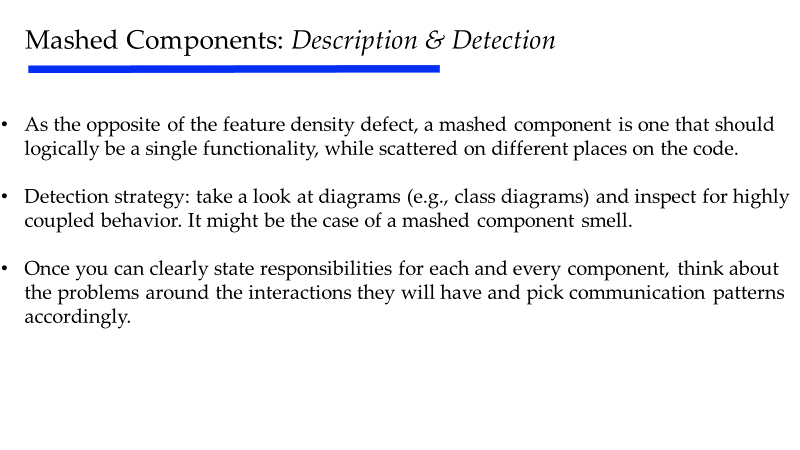 Mashed Components: Description & Detection
• As the opposite of the feature density defect, a mashed component is one that should
logically be a single functionality, while scattered on different places on the code.
• Detection strategy: take a look at diagrams (e.g., class diagrams) and inspect for highly
coupled behavior. It might be the case of a mashed component smell.
• Once you can clearly state responsibilities for each and every component, think about
the problems around the interactions they will have and pick communication patterns
accordingly.